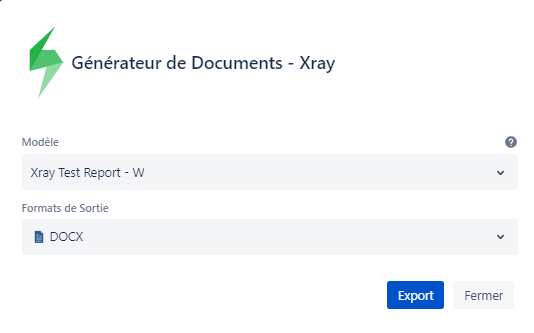 Générateur de Documents - Xray
Modèle
Xray Test Report - W
Formats de Sortie
DOCX
Export Fermer